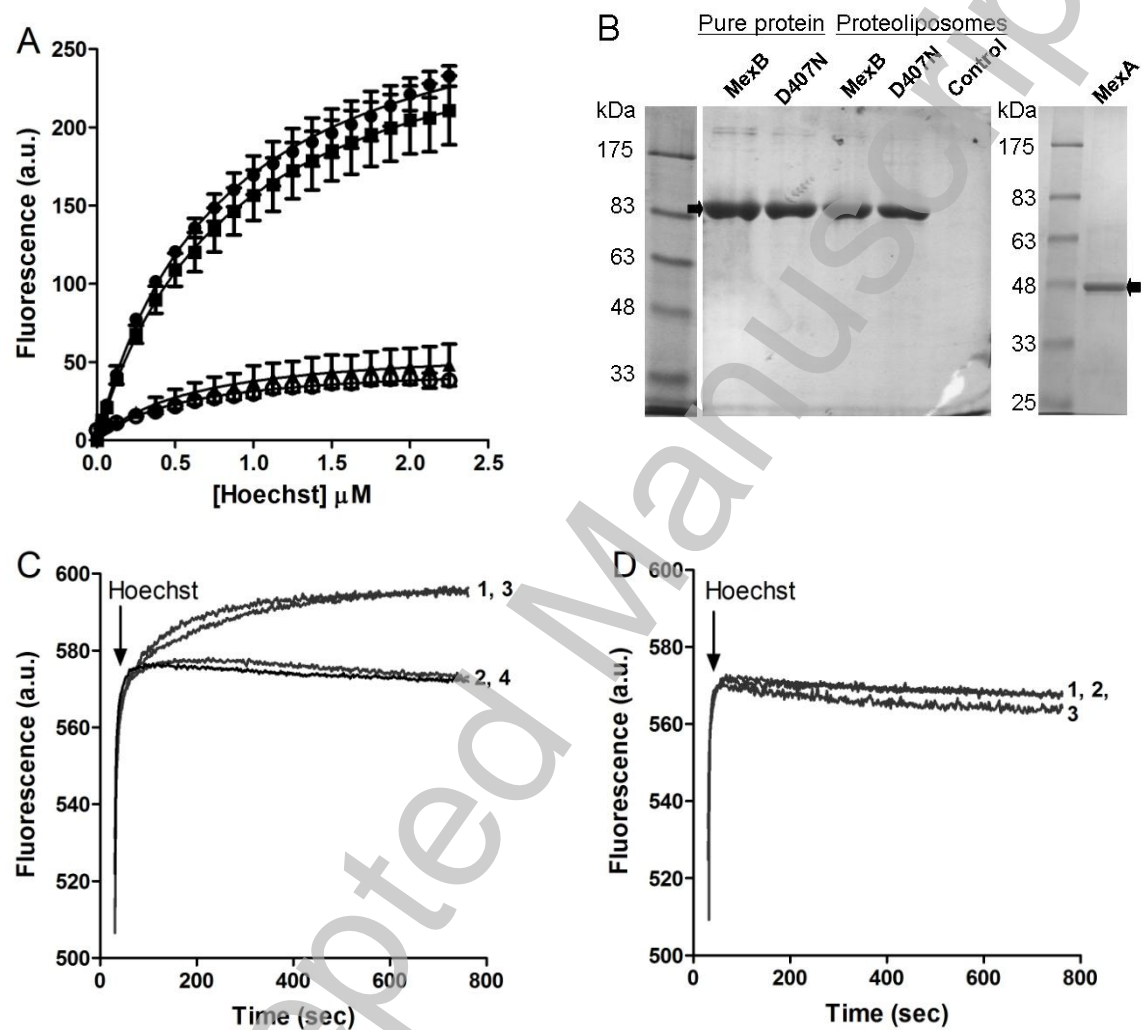 A
250
200
150
100
50
0
Fluorescence (a.u.)
0.0 0.5 1.0 1.5 2.0 2.5
[Hoechst] μM
B
Pure protein Proteoliposomes
MexB D407N MexB D407N Control
kDa
175
83
63
48
33
MexA
kDa
175
83
63
48
33
25
C
600
580
560
540
520
500
Fluorescence (a.u.)
Hoechst
1, 3
2, 4
0 200 400 600 800
Time (sec)
D
600
580
560
540
520
500
Fluorescence (a.u.)
Hoechst
1, 2,
3
0 200 400 600 800
Time (sec)
epted Manuscrip